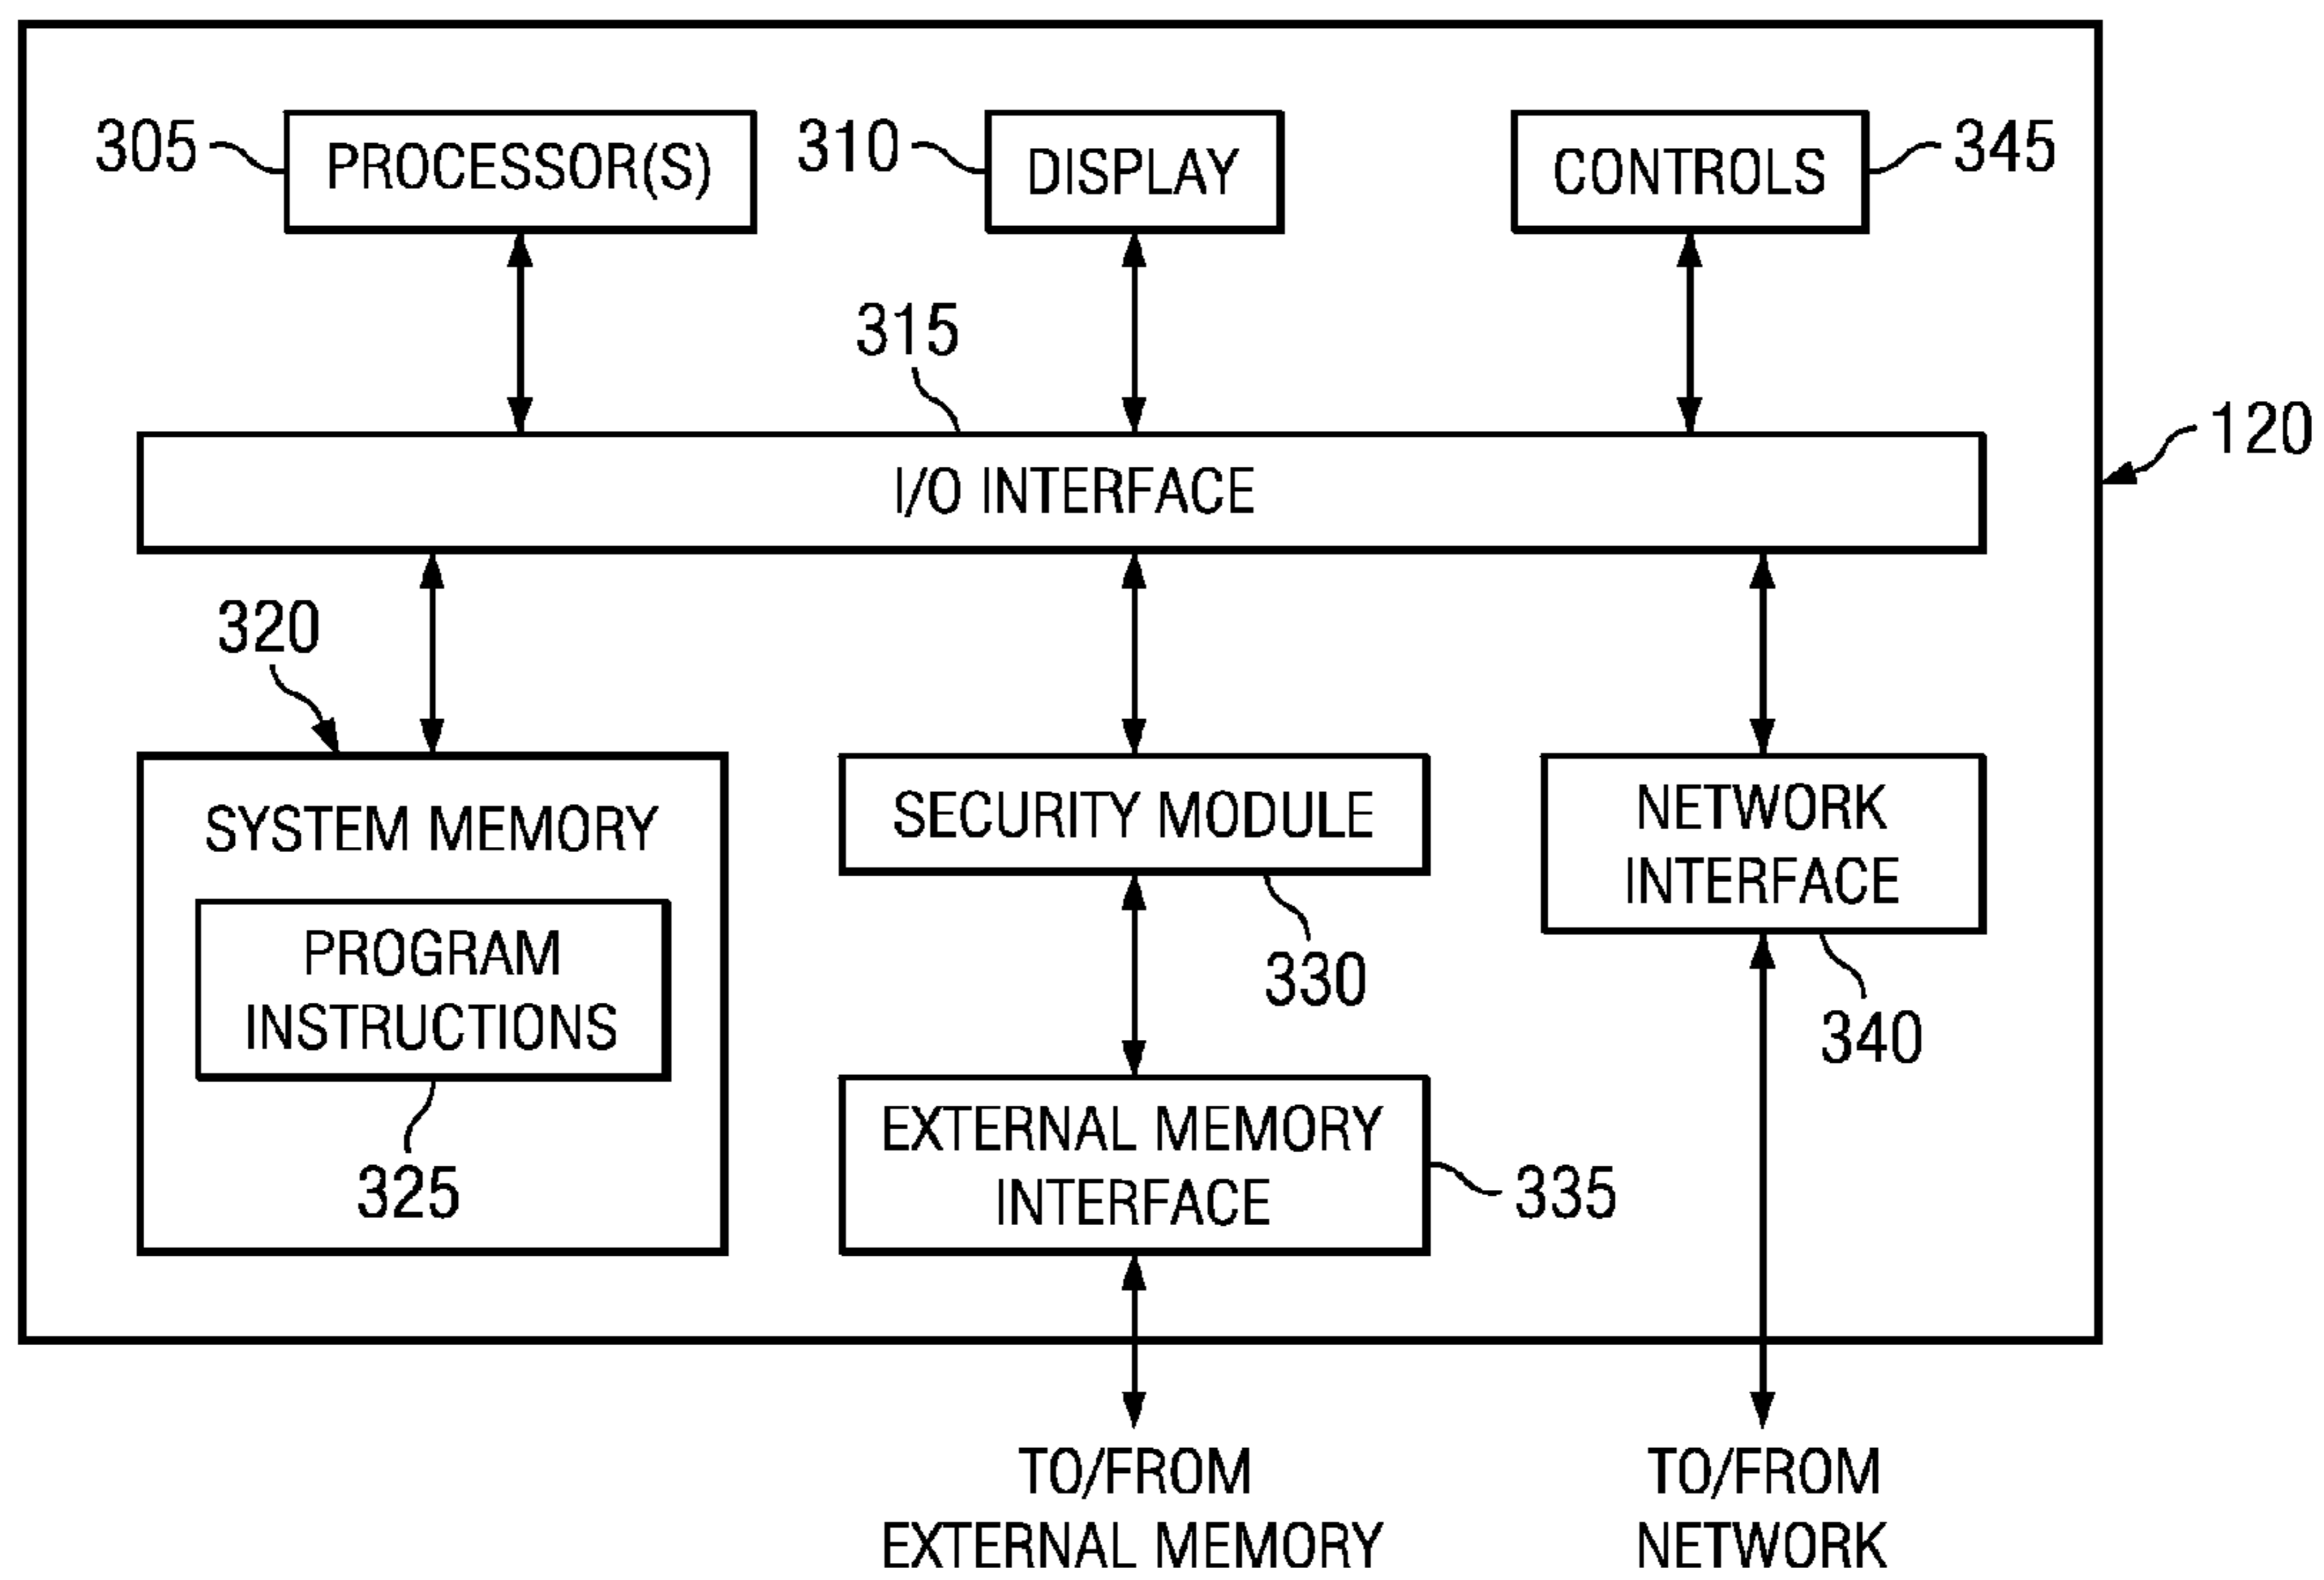 305
PROCESSOR(S)
310
DISPLAY
CONTROLS
345
315
I/O INTERFACE
120
320
SYSTEM MEMORY
PROGRAM
INSTRUCTIONS
325
SECURITY MODULE
330
NETWORK
INTERFACE
340
EXTERNAL MEMORY
INTERFACE
335
TO/FROM
EXTERNAL MEMORY
TO/FROM
NETWORK